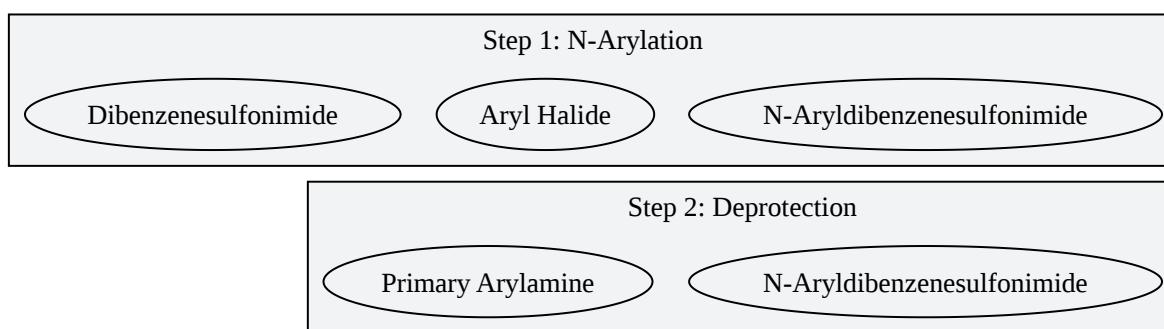 Step 1: N-Arylation
Dibenzenesulfonimide
Aryl Halide
N-Aryldibenzenesulfonimide
Step 2: Deprotection
Primary Arylamine
N-Aryldibenzenesulfonimide